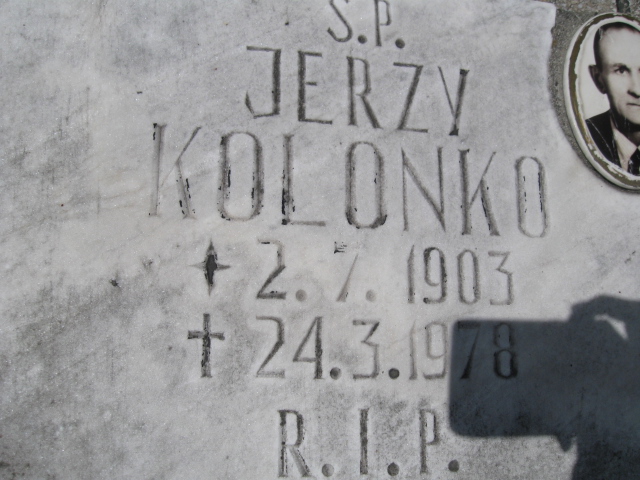 S.P.
JERZY
KOLONKO
2.7.1903
24.3.1978
R.I.P.